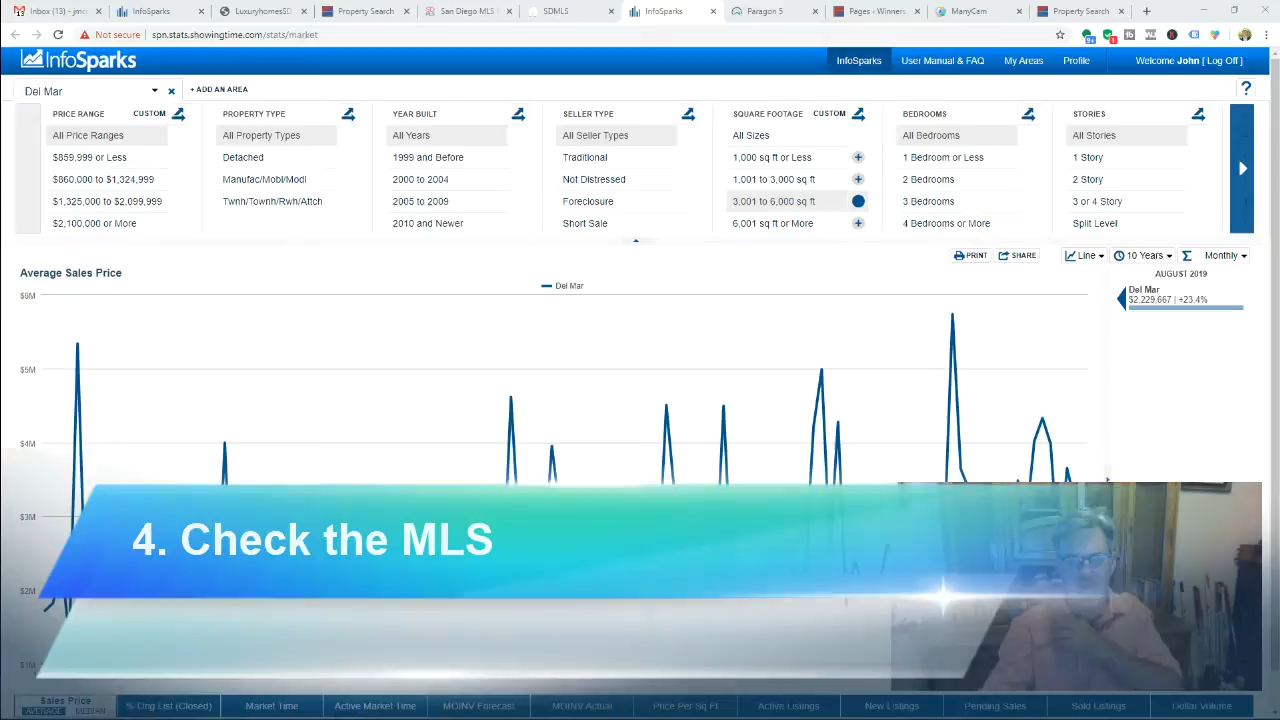 Inbox (13) - jmc
InfoSparks
LuxuryhomesSD
Property Search
San Diego MLS
SDMLS
InfoSparks
Paragon 5
Pages ‹ Winners
ManyCam
Property Search
Not secure | spn.stats.showingtime.com/stats/market
InfoSparks
InfoSparks
User Manual & FAQ
My Areas
Profile
Welcome John [ Log Off ]
Del Mar
+ ADD AN AREA
?
PRICE RANGE CUSTOM
All Price Ranges
$859,999 or Less
$860,000 to $1,324,999
$1,325,000 to $2,099,999
$2,100,000 or More
PROPERTY TYPE
All Property Types
Detached
Manufac/Mobl/Modl
Twnh/Townh/Rwh/Attch
YEAR BUILT
All Years
1999 and Before
2000 to 2004
2005 to 2009
2010 and Newer
SELLER TYPE
All Seller Types
Traditional
Not Distressed
Foreclosure
Short Sale
SQUARE FOOTAGE CUSTOM
All Sizes
1,000 sq ft or Less
1,001 to 3,000 sq ft
3,001 to 6,000 sq ft
6,001 sq ft or More
BEDROOMS
All Bedrooms
1 Bedroom or Less
2 Bedrooms
3 Bedrooms
4 Bedrooms or More
STORIES
All Stories
1 Story
2 Story
3 or 4 Story
Split Level
PRINT
SHARE
Line
10 Years
Σ
Monthly
Average Sales Price
AUGUST 2019
Del Mar
Del Mar
$2,229,667 | +23.4%
$6M
$5M
$4M
$3M
$2M
$1M
4. Check the MLS
Sales Price
AVERAGE MEDIAN
% Orig List (Closed)
Market Time
Active Market Time
MOINV Forecast
MOINV Actual
Price Per Sq Ft
Active Listings
New Listings
Pending Sales
Sold Listings
Dollar Volume